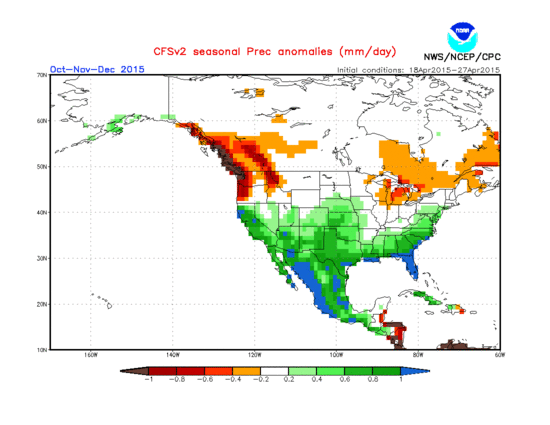 NOAA
CFSv2 seasonal Prec anomalies (mm/day)
NWS/NCEP/CPC
Oct-Nov-Dec 2015
Initial conditions: 18Apr2015-27Apr2015
70N
60N
50N
40N
30N
20N
10N
160W
140W
120W
100W
80W
60W
-1
-0.8
-0.6
-0.4
-0.2
0.2
0.4
0.6
0.8
1